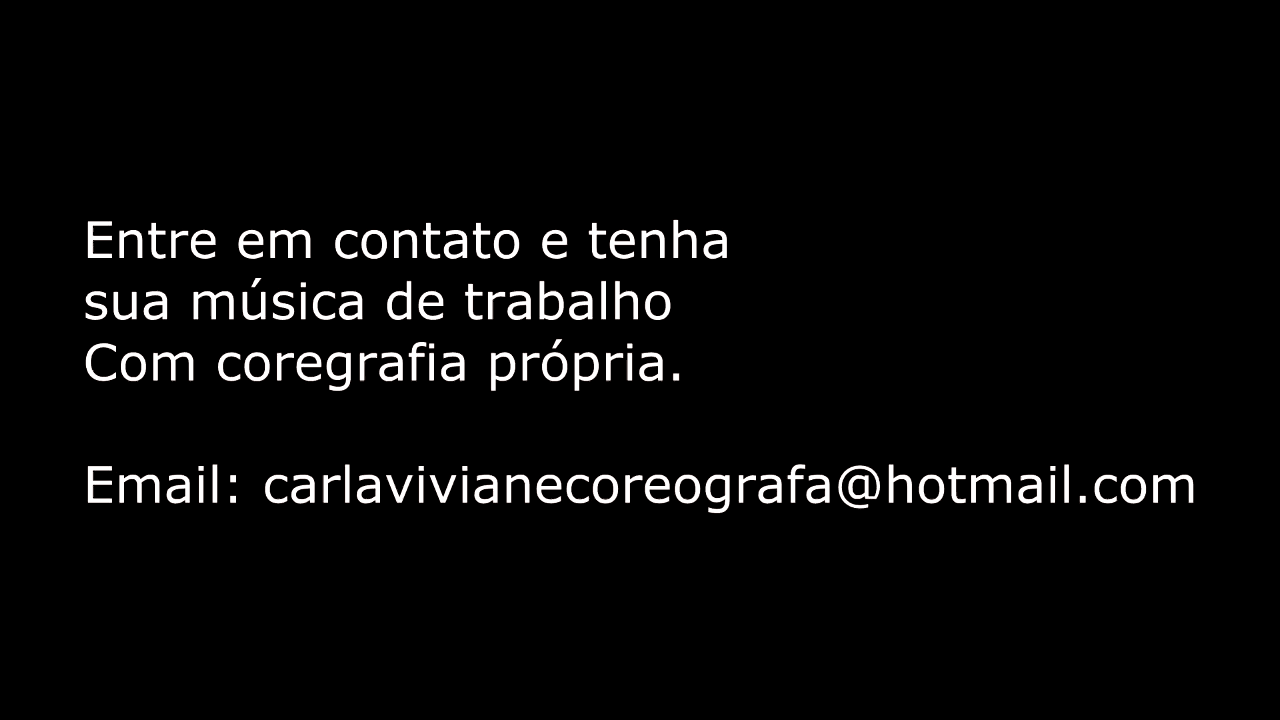 Entre em contato e tenha
sua música de trabalho
Com coregrafia própria.
Email: carlavivianecoreografa@hotmail.com